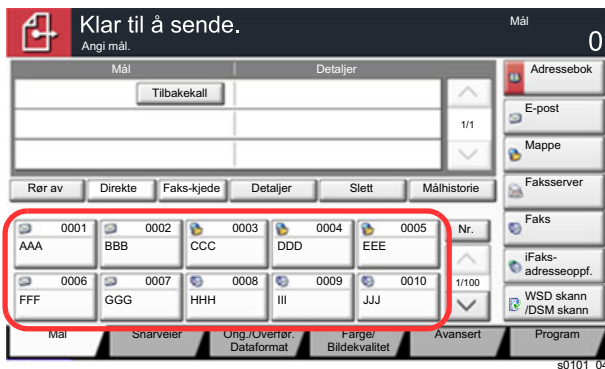 Klar til å sende.
Angi mål.
Mål
0
Mål
Detaljer
Tilbakekall
1/1
Rør av
Direkte
Faks-kjede
Detaljer
Slett
Målhistorie
0001
AAA
0002
BBB
0003
CCC
0004
DDD
0005
EEE
Nr.
0006
FFF
0007
GGG
0008
HHH
0009
III
0010
JJJ
1/100
Adressebok
E-post
Mappe
Faksserver
Faks
iFaks-
adresseoppf.
WSD skann
/DSM skann
Mål
Snarveier
Orig./Overfør.
Dataformat
Farge/
Bildekvalitet
Avansert
Program
s0101_04